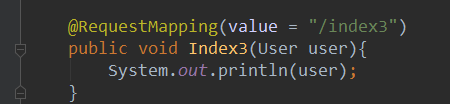 @RequestMapping(value = "/index3")
public void Index3(User user){
System.out.println(user);
}